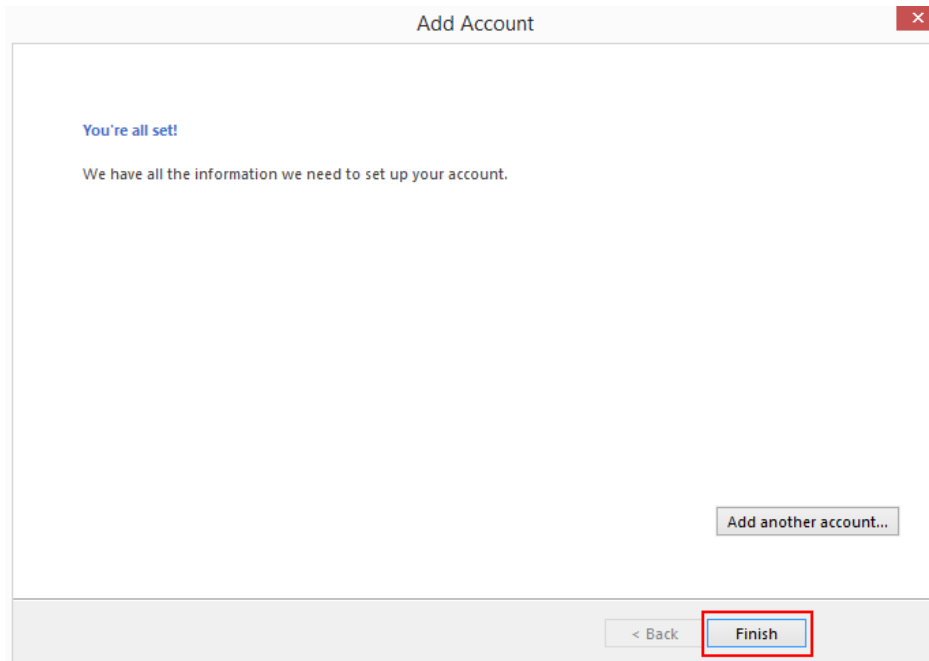 Add Account
You're all set!
We have all the information we need to set up your account.
Add another account...
< Back
Finish